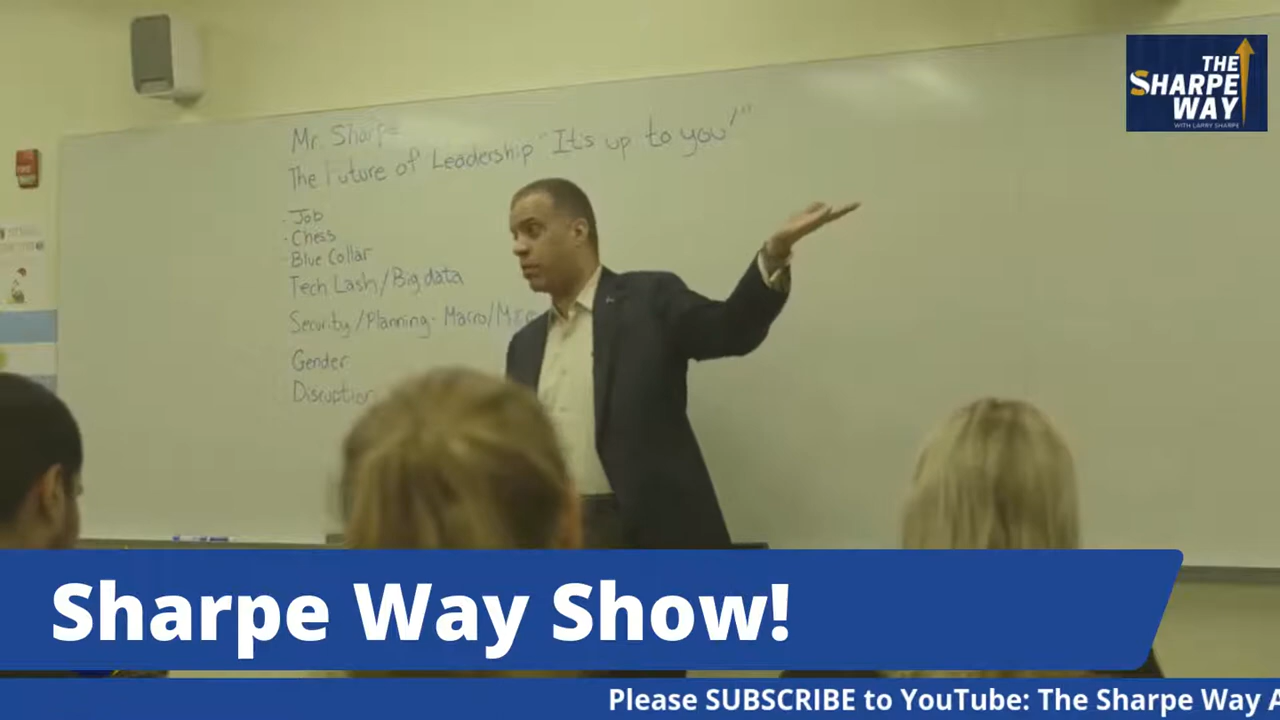 THE
SHARPE
WAY
WITH LARRY SHARPE
Mr. Sharpe
The Future of Leadership "It's up to you!"
- Job
- Chess
- Blue Collar
Tech Lash/Big data
Security/Planning- Macro/
Gender
Disruption
Sharpe Way Show!
Please SUBSCRIBE to YouTube: The Sharpe Way A